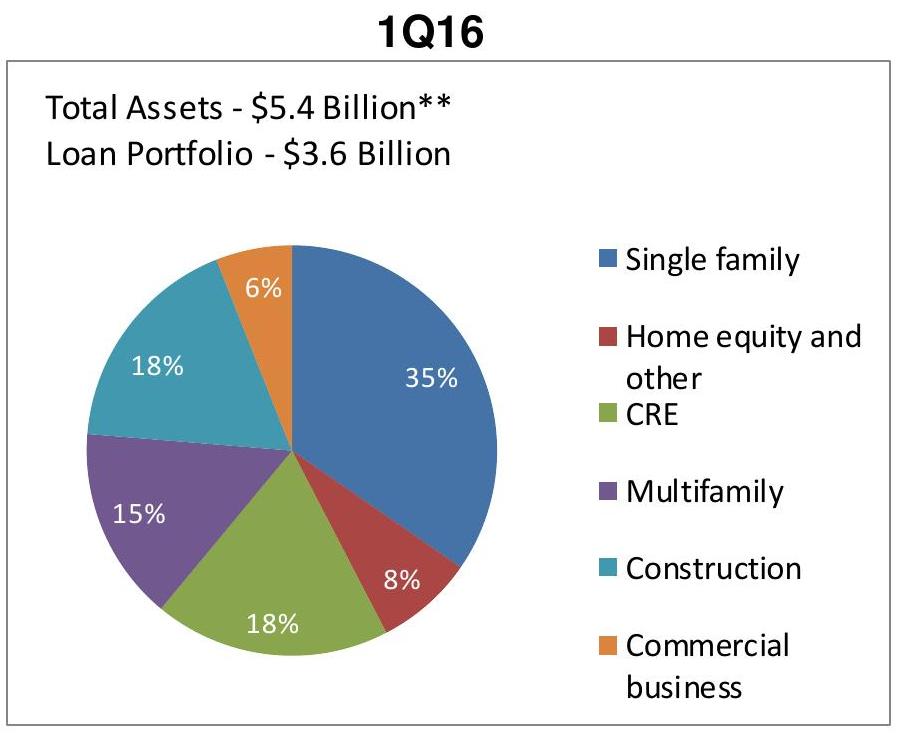 1Q16
Total Assets - $5.4 Billion**
Loan Portfolio - $3.6 Billion
6%
35%
18%
15%
8%
18%
Single family
Home equity and
other
CRE
Multifamily
Construction
Commercial
business